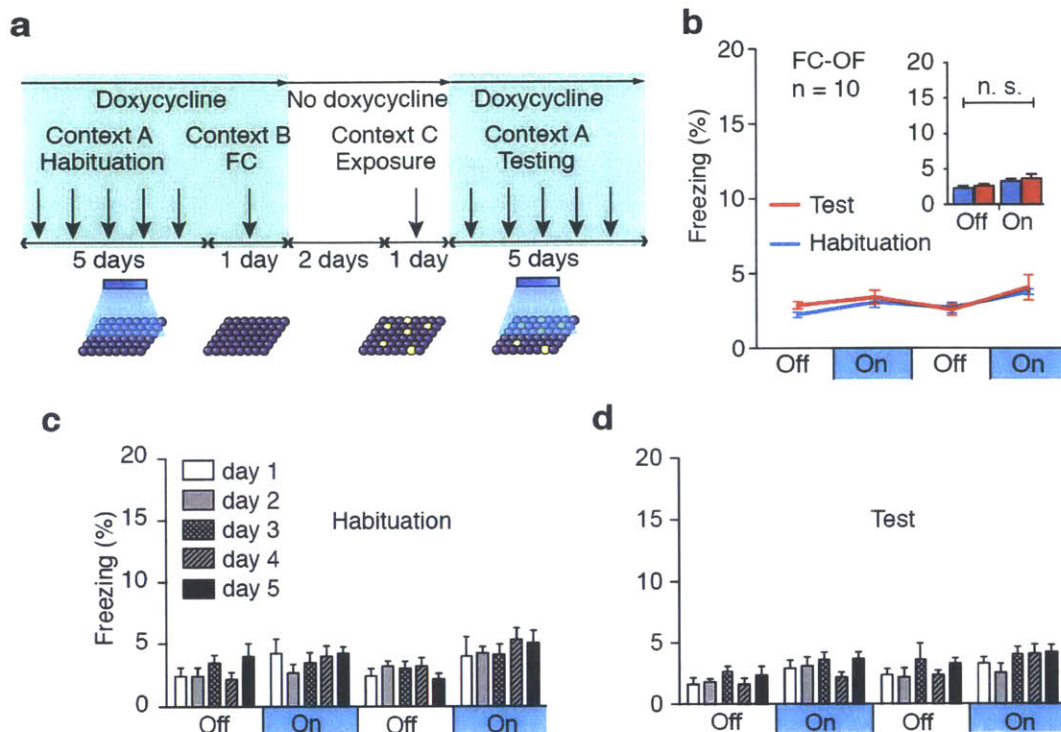 a
Doxycycline
No doxycycline
Doxycycline
Context A
Habituation
Context B
FC
Context C
Exposure
Context A
Testing
5 days
1 day
2 days
1 day
5 days
b
20
15
10
5
0
Freezing (%)
FC-OF
n = 10
Test
Habituation
20
15
10
5
0
n. s.
Off
On
Off
On
Off
On
c
20
15
10
5
0
Freezing (%)
day 1
day 2
day 3
day 4
day 5
Habituation
Off
On
Off
On
d
20
15
10
5
0
Test
Off
On
Off
On